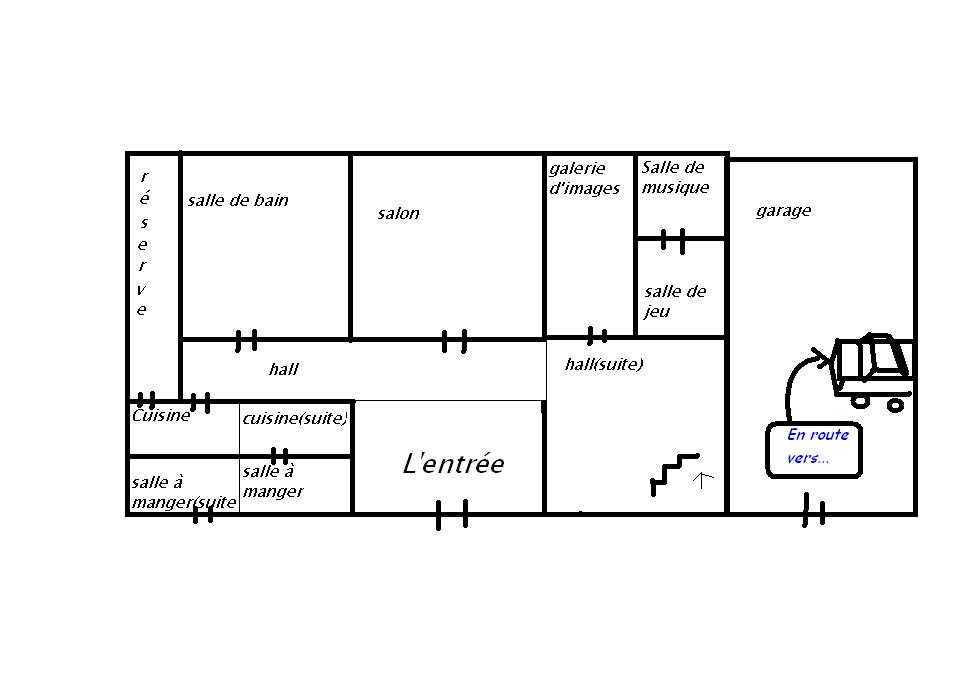 réserve
salle de bain
salon
galerie
d'images
Salle de
musique
salle de
jeu
garage
hall
hall(suite)
Cuisine
cuisine(suite)
salle à
manger(suite
salle à
manger
L'entrée
En route
vers...